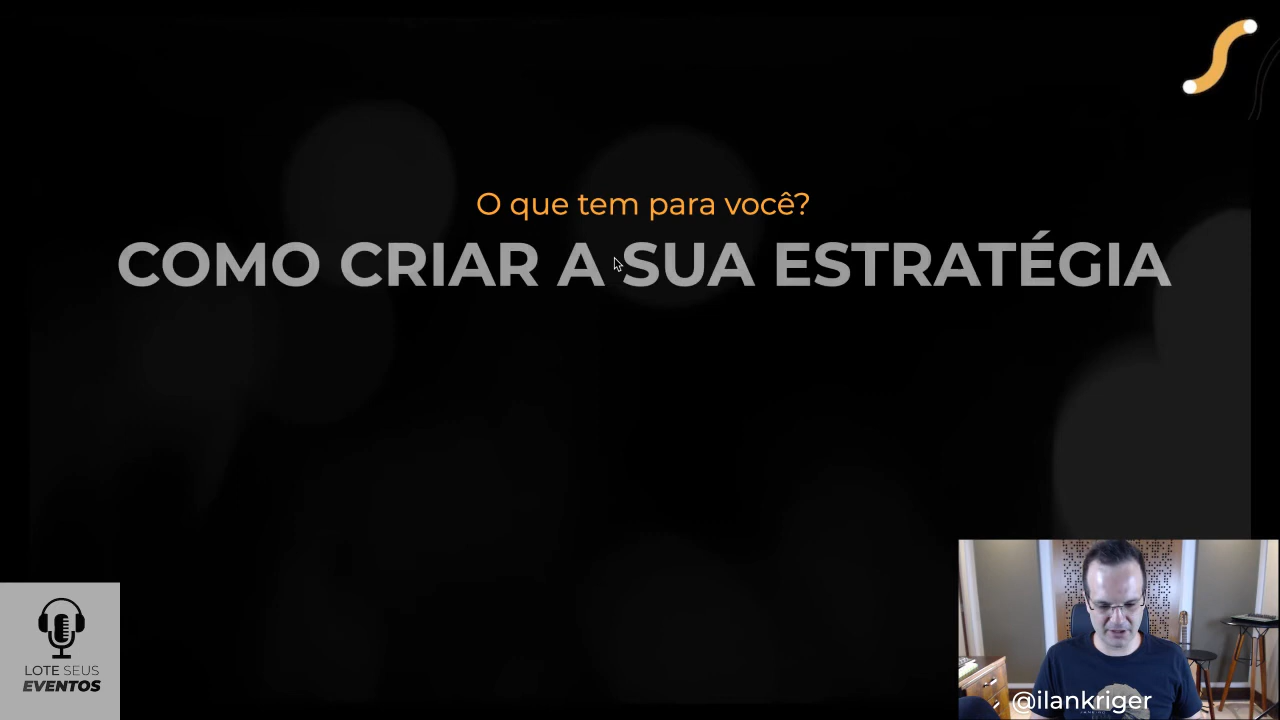 O que tem para você?
COMO CRIAR A SUA ESTRATÉGIA
LOTE SEUS
EVENTOS
@ilankriger